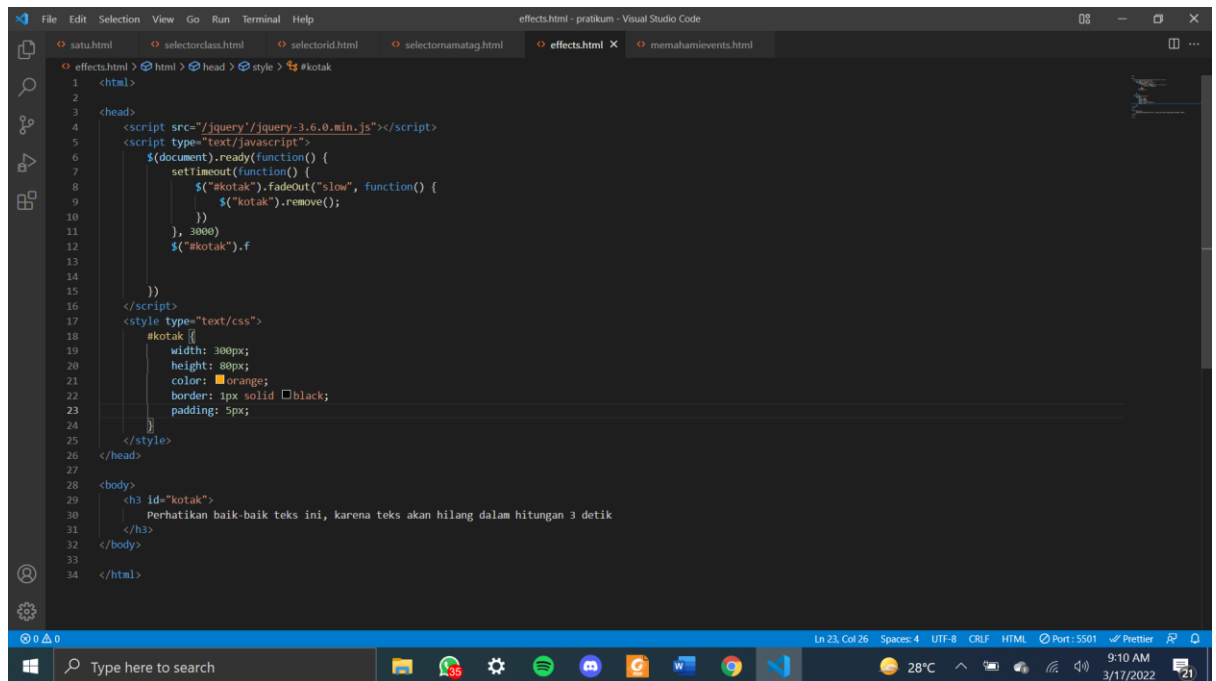 File Edit Selection View Go Run Terminal Help effects.html - pratikum - Visual Studio Code
satu.html selectorclass.html selectorid.html selectornamatag.html effects.html memahamievents.html
effects.html > html > head > style > #kotak
1 <html>
2
3 <head>
4 <script src="/jquery'/jquery-3.6.0.min.js"></script>
5 <script type="text/javascript">
6 $(document).ready(function() {
7 setTimeout(function() {
8 $("#kotak").fadeOut("slow", function() {
9 $("kotak").remove();
10 })
11 }, 3000)
12 $("#kotak").f
13
14
15 })
16 </script>
17 <style type="text/css">
18 #kotak {
19 width: 300px;
20 height: 80px;
21 color: orange;
22 border: 1px solid black;
23 padding: 5px;
24 }
25 </style>
26 </head>
27
28 <body>
29 <h3 id="kotak">
30 Perhatikan baik-baik teks ini, karena teks akan hilang dalam hitungan 3 detik
31 </h3>
32 </body>
33
34 </html>
0 0 Ln 23, Col 26 Spaces: 4 UTF-8 CRLF HTML Port : 5501 Prettier
Type here to search 35 28°C 9:10 AM
3/17/2022 21